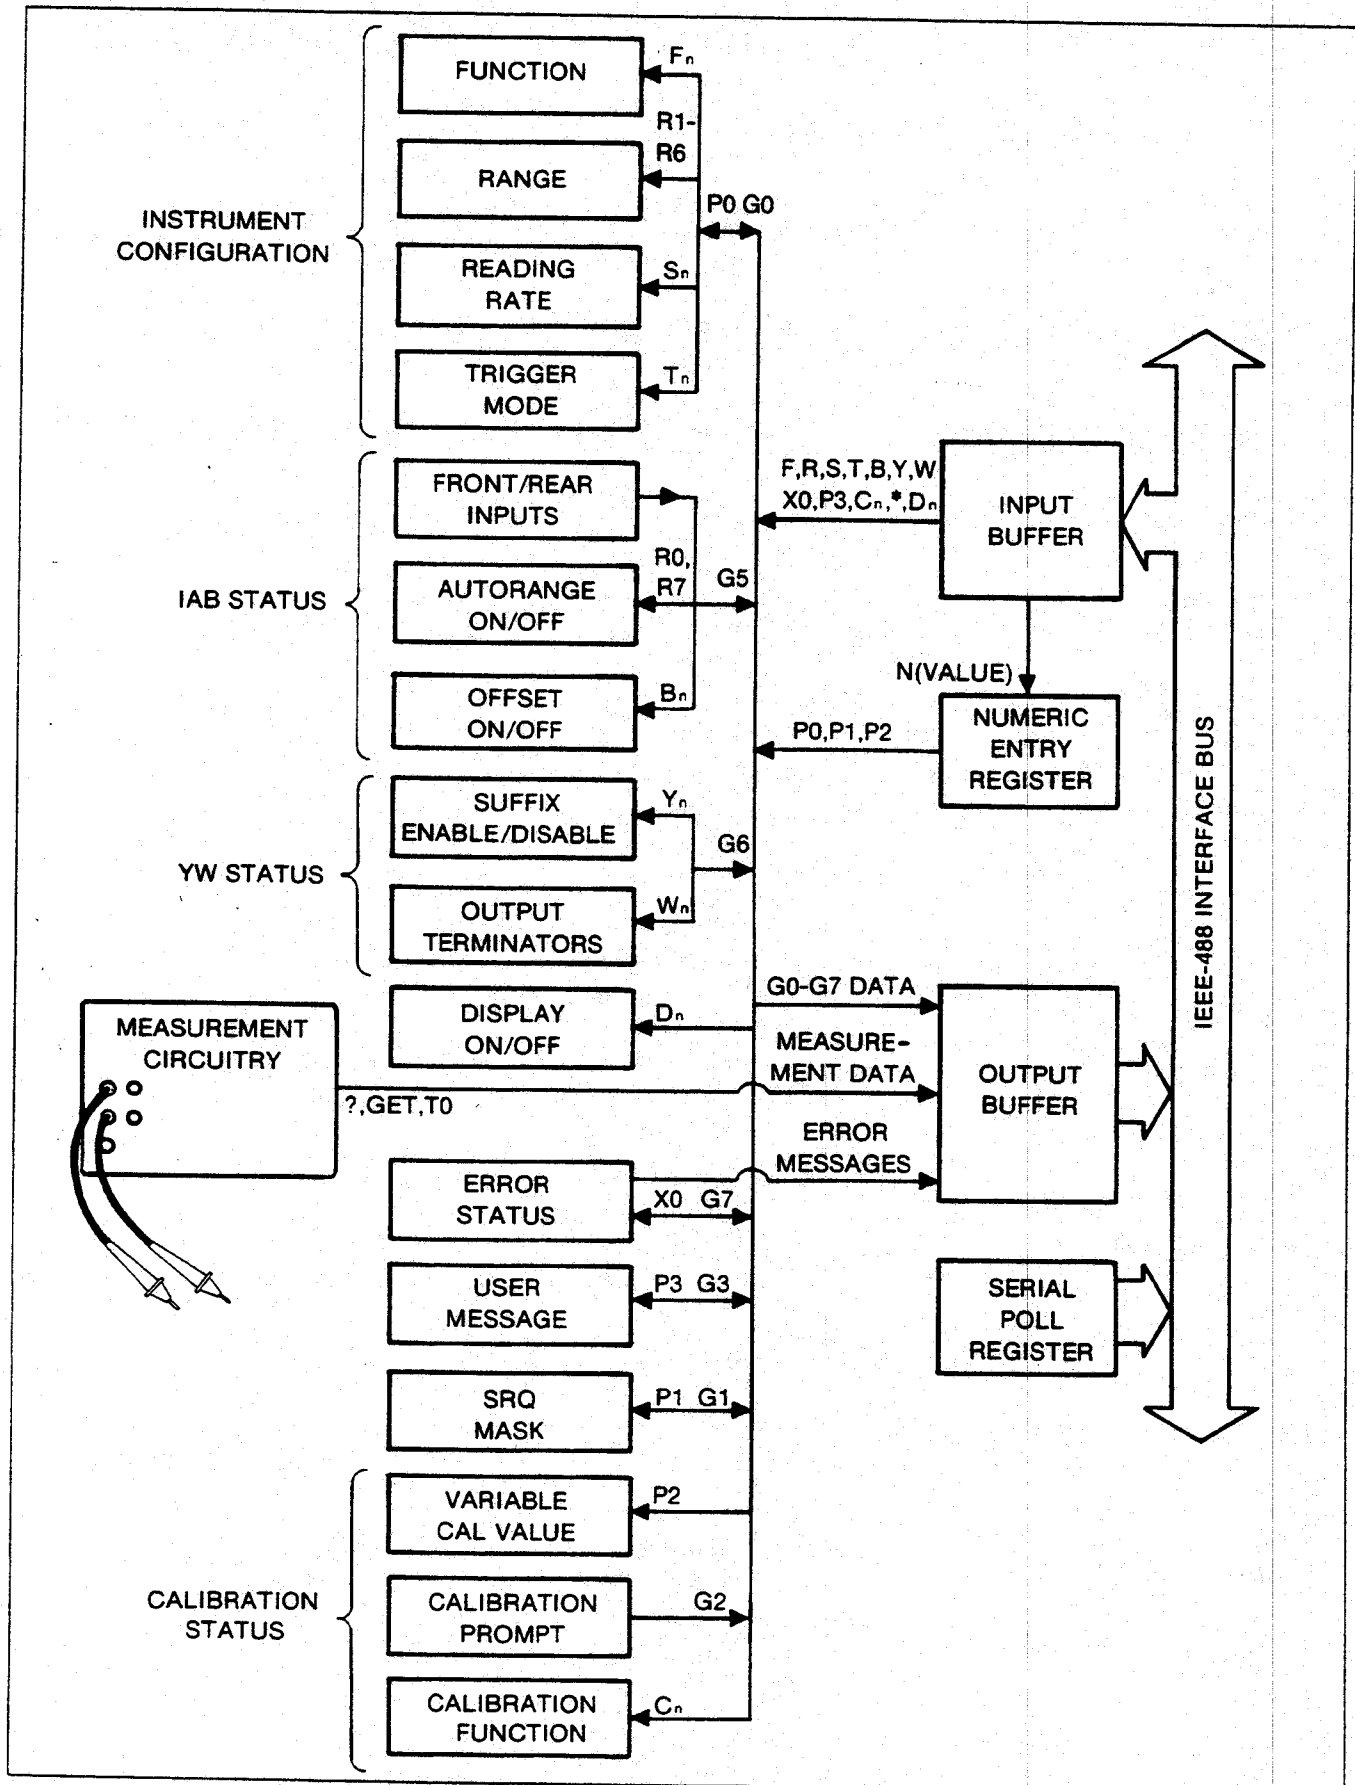 FUNCTION
Fn
R1-
R6
RANGE
P0 G0
INSTRUMENT
CONFIGURATION
READING
RATE
Sn
TRIGGER
MODE
Tn
FRONT/REAR
INPUTS
F,R,S,T,B,Y,W
X0,P3,Cn,*,Dn
INPUT
BUFFER
IAB STATUS
R0,
R7
G5
AUTORANGE
ON/OFF
N(VALUE)
OFFSET
ON/OFF
Bn
P0,P1,P2
NUMERIC
ENTRY
REGISTER
IEEE-488 INTERFACE BUS
SUFFIX
ENABLE/DISABLE
Yn
G6
YW STATUS
OUTPUT
TERMINATORS
Wn
G0-G7 DATA
DISPLAY
ON/OFF
Dn
MEASUREMENT
CIRCUITRY
MEASURE-
MENT DATA
OUTPUT
BUFFER
?,GET,T0
ERROR
MESSAGES
ERROR
STATUS
X0 G7
USER
MESSAGE
P3 G3
SERIAL
POLL
REGISTER
SRQ
MASK
P1 G1
VARIABLE
CAL VALUE
P2
CALIBRATION
STATUS
CALIBRATION
PROMPT
G2
CALIBRATION
FUNCTION
Cn